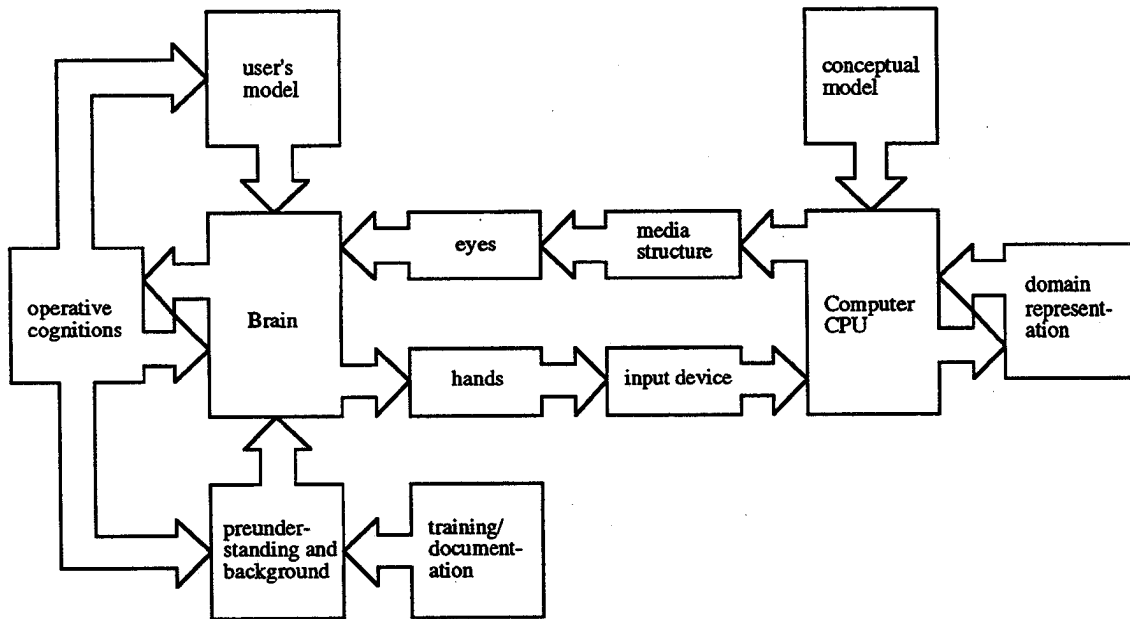 user's
model
conceptual
model
eyes
media
structure
operative
cognitions
Brain
Computer
CPU
domain
represent-
ation
hands
input device
preunder-
standing and
background
training/
document-
ation